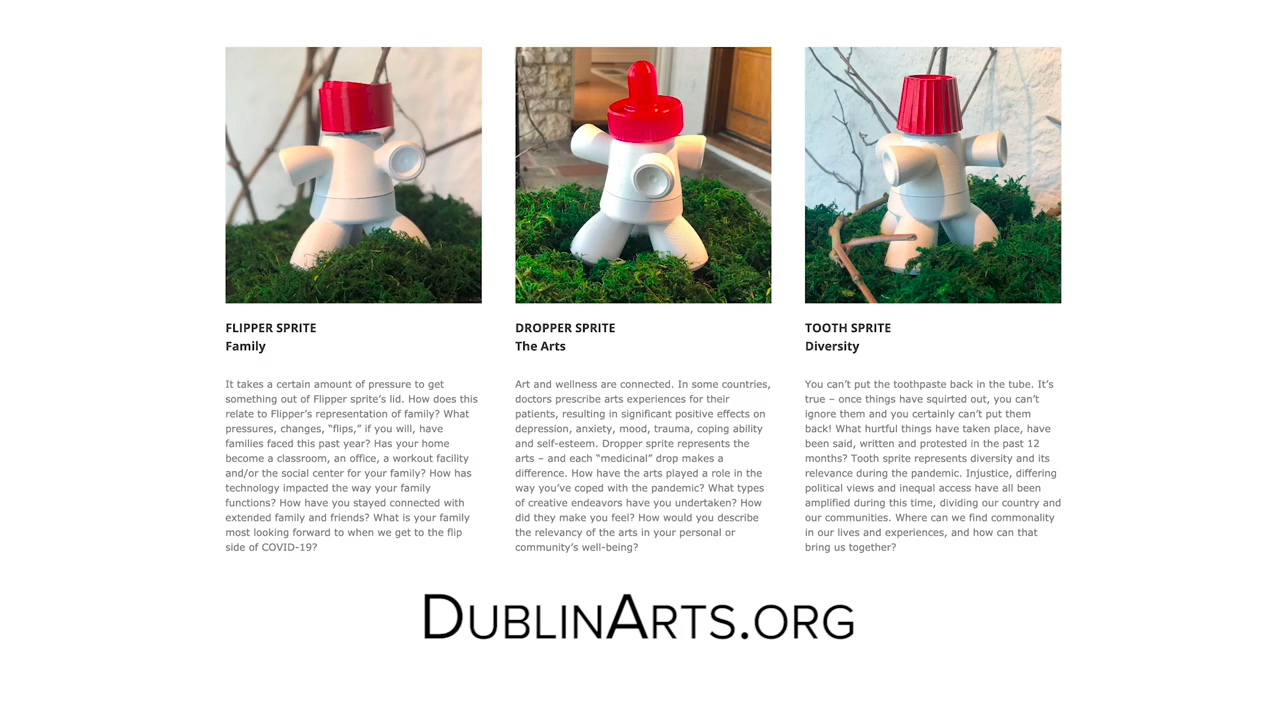 FLIPPER SPRITE
Family
It takes a certain amount of pressure to get
something out of Flipper sprite's lid. How does this
relate to Flipper's representation of family? What
pressures, changes, "flips," if you will, have
families faced this past year? Has your home
become a classroom, an office, a workout facility
and/or the social center for your family? How has
technology impacted the way your family
functions? How have you stayed connected with
extended family and friends? What is your family
most looking forward to when we get to the flip
side of COVID-19?
DROPPER SPRITE
The Arts
Art and wellness are connected. In some countries,
doctors prescribe arts experiences for their
patients, resulting in significant positive effects on
depression, anxiety, mood, trauma, coping ability
and self-esteem. Dropper sprite represents the
arts – and each "medicinal" drop makes a
difference. How have the arts played a role in the
way you've coped with the pandemic? What types
of creative endeavors have you undertaken? How
did they make you feel? How would you describe
the relevancy of the arts in your personal or
community's well-being?
TOOTH SPRITE
Diversity
You can't put the toothpaste back in the tube. It's
true – once things have squirted out, you can't
ignore them and you certainly can't put them
back! What hurtful things have taken place, have
been said, written and protested in the past 12
months? Tooth sprite represents diversity and its
relevance during the pandemic. Injustice, differing
political views and inequal access have all been
amplified during this time, dividing our country and
our communities. Where can we find commonality
in our lives and experiences, and how can that
bring us together?
DUBLINARTS.ORG